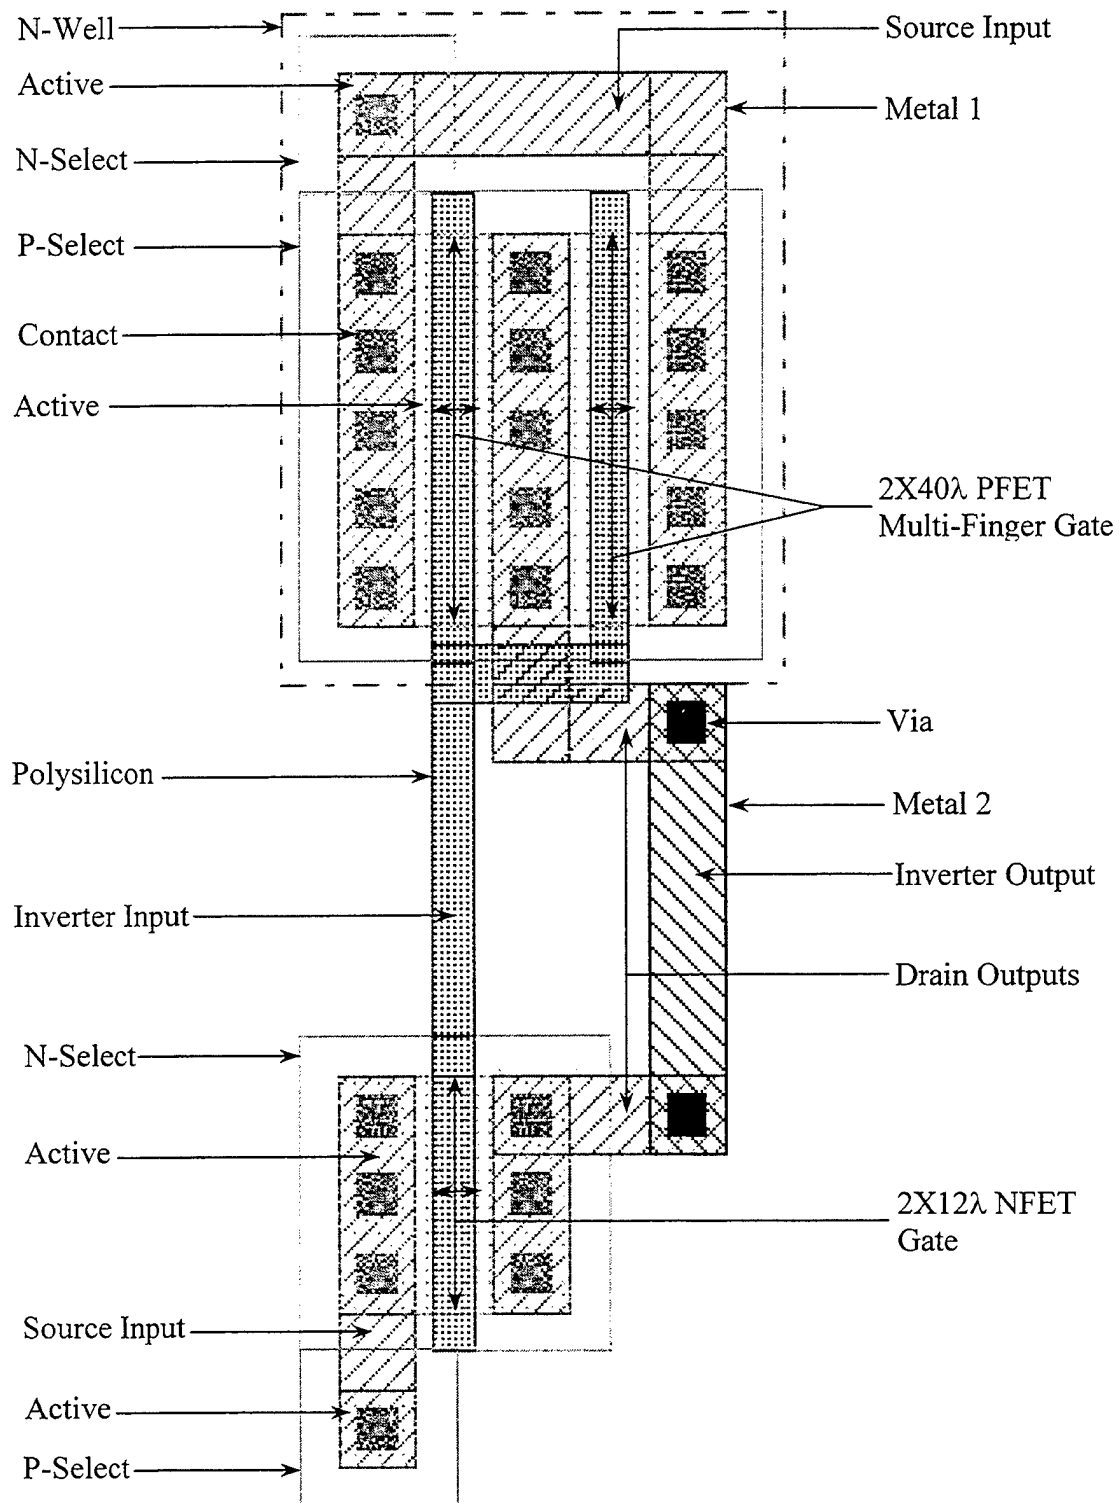 N-Well
Source Input
Active
Metal 1
N-Select
P-Select
Contact
Active
2X40λ PFET
Multi-Finger Gate
Via
Polysilicon
Metal 2
Inverter Output
Inverter Input
Drain Outputs
N-Select
Active
2X12λ NFET
Gate
Source Input
Active
P-Select